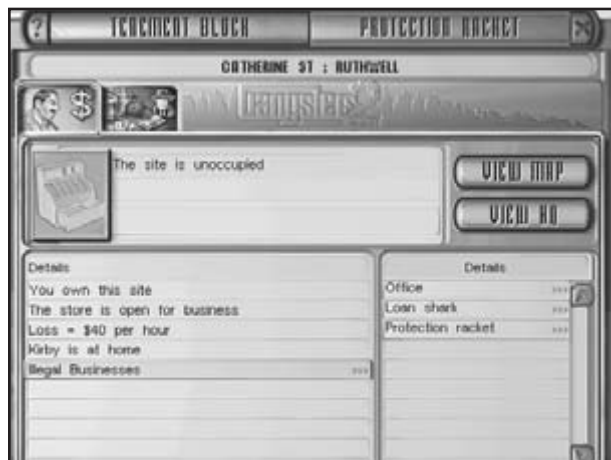 ?
TENEMENT BLOCK
PROTECTION RACKET
X
CATHERINE ST : RUTHWELL
$
Gangsters 2
The site is unoccupied
VIEW MAP
VIEW HQ
Details
You own this site
The store is open for business
Loss = $40 per hour
Kirby is at home
Illegal Businesses >>>
Details
Office >>>
Loan shark >>>
Protection racket >>>